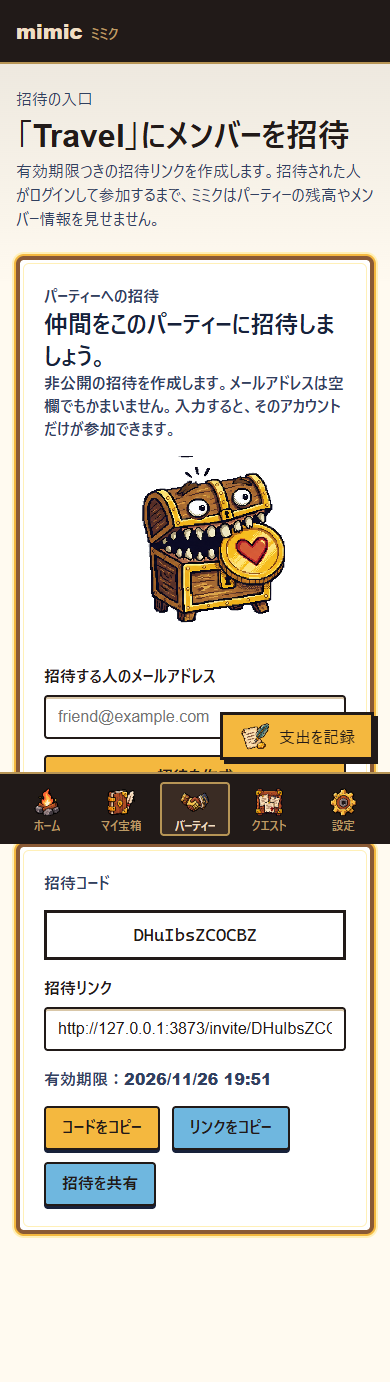 mimic ミミク
招待の入口
「Travel」にメンバーを招待
有効期限つきの招待リンクを作成します。招待された人
がログインして参加するまで、ミミクはパーティーの残高やメン
バー情報を見せません。
パーティーへの招待
仲間をこのパーティーに招待しま
しょう。
非公開の招待を作成します。メールアドレスは空
欄でもかまいません。入力すると、そのアカウント
だけが参加できます。
招待する人のメールアドレス
friend@example.com
支出を記録
ホーム
マイ宝箱
パーティー
クエスト
設定
招待コード
DHuIbsZCOCBZ
招待リンク
http://127.0.0.1:3873/invite/DHuIbsZCC
有効期限：2026/11/26 19:51
コードをコピー
リンクをコピー
招待を共有